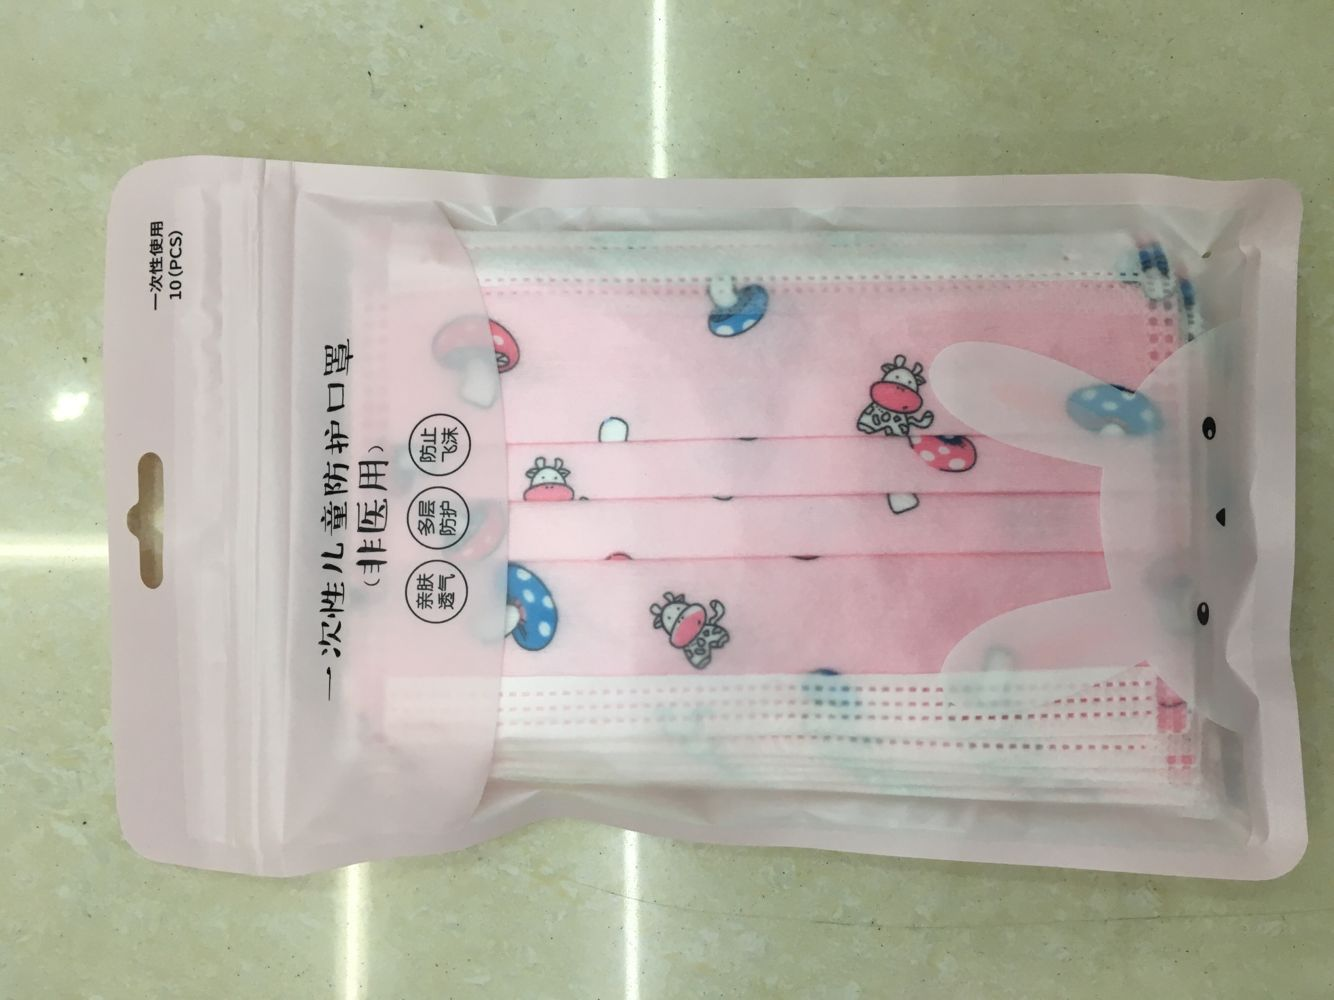 一次性使用
10(PCS)
一次性儿童防护口罩
（非医用）
亲肤
透气
多层
防护
防止
飞沫